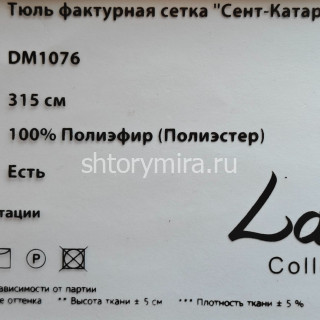 Тюль фактурная сетка "Сент-Катар
DM1076
315 см
100% Полиэфир (Полиэстер)
shtorymira.ru
Есть
тации
La
Coll
P
зависимости от партии
е оттенка ** Высота ткани ± 5 см *** Плотность ткани ± 5 %